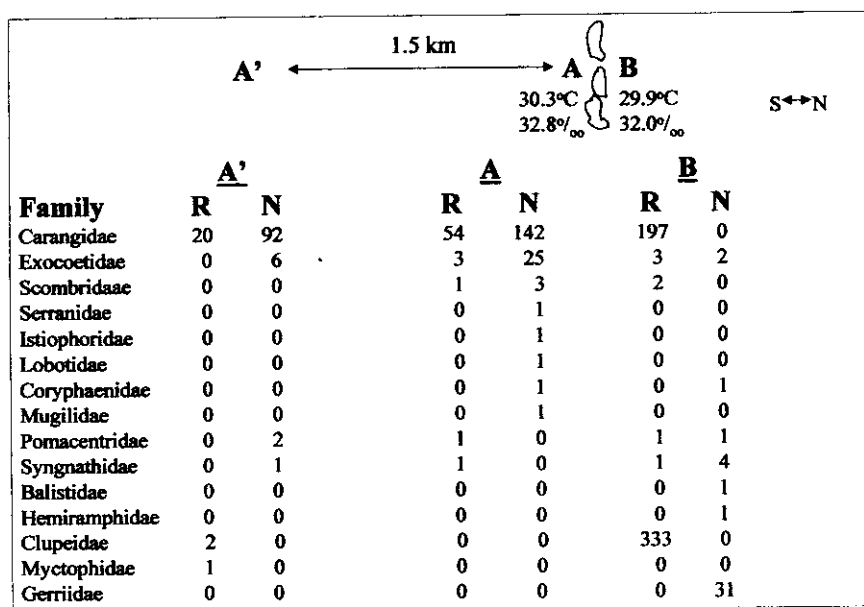 1.5 km
A' A B
30.3°C 29.9°C S↔N
32.8°/₀₀ 32.0°/₀₀
A' A B
Family R N R N R N
Carangidae 20 92 54 142 197 0
Exocoetidae 0 6 3 25 3 2
Scombridaae 0 0 1 3 2 0
Serranidae 0 0 0 1 0 0
Istiophoridae 0 0 0 1 0 0
Lobotidae 0 0 0 1 0 0
Coryphaenidae 0 0 0 1 0 1
Mugilidae 0 0 0 1 0 0
Pomacentridae 0 2 1 0 1 1
Syngnathidae 0 1 1 0 1 4
Balistidae 0 0 0 0 0 1
Hemiramphidae 0 0 0 0 0 1
Clupeidae 2 0 0 0 333 0
Myctophidae 1 0 0 0 0 0
Gerriidae 0 0 0 0 0 31